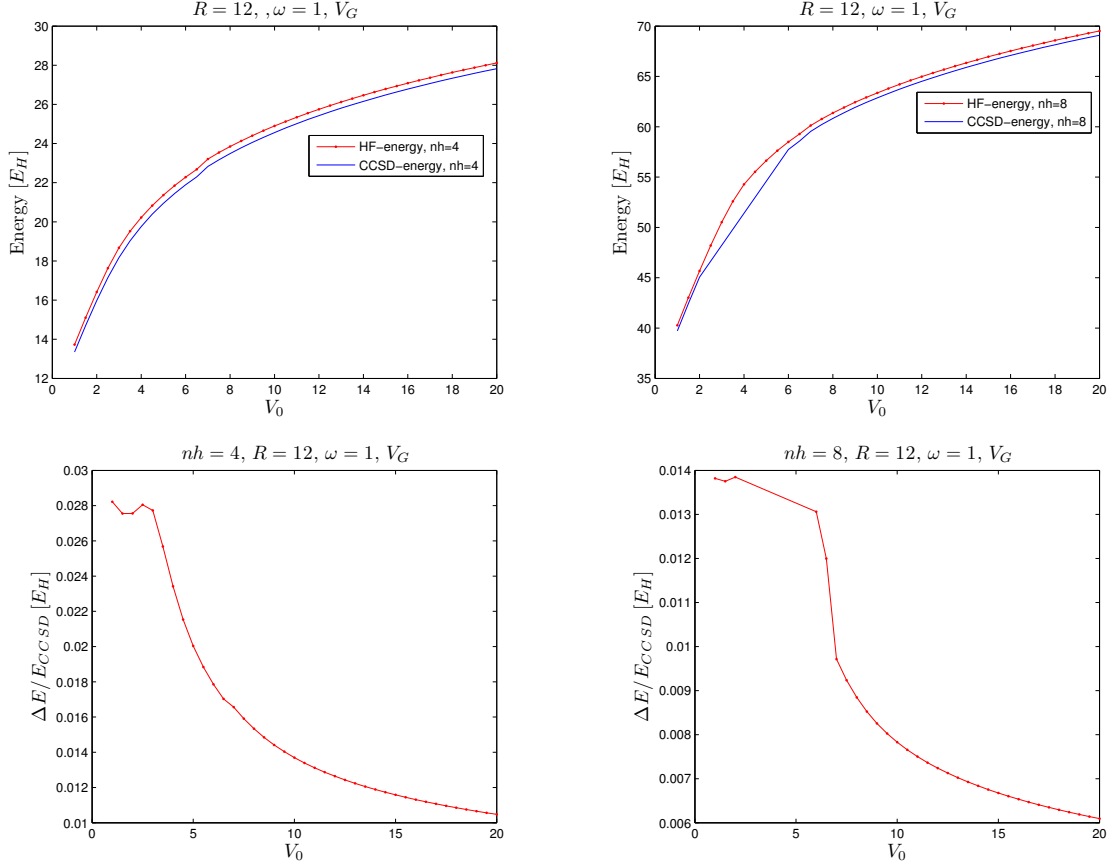 R = 12, , ω = 1, V_G
30
28
26
24
22
20
18
16
14
12
0 2 4 6 8 10 12 14 16 18 20
Energy [E_H]
V_0
HF−energy, nh=4
CCSD−energy, nh=4
R = 12, ω = 1, V_G
70
65
60
55
50
45
40
35
0 2 4 6 8 10 12 14 16 18 20
Energy [E_H]
V_0
HF−energy, nh=8
CCSD−energy, nh=8
nh = 4, R = 12, ω = 1, V_G
0.03
0.028
0.026
0.024
0.022
0.02
0.018
0.016
0.014
0.012
0.01
0 5 10 15 20
ΔE/E_{CCSD} [E_H]
V_0
nh = 8, R = 12, ω = 1, V_G
0.014
0.013
0.012
0.011
0.01
0.009
0.008
0.007
0.006
0 5 10 15 20
ΔE/E_{CCSD} [E_H]
V_0